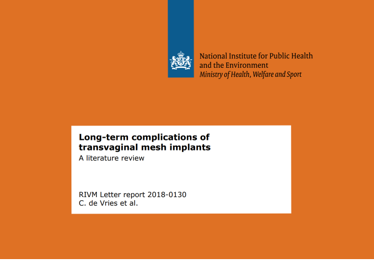 National Institute for Public Health
and the Environment
Ministry of Health, Welfare and Sport
Long-term complications of
transvaginal mesh implants
A literature review
RIVM Letter report 2018-0130
C. de Vries et al.